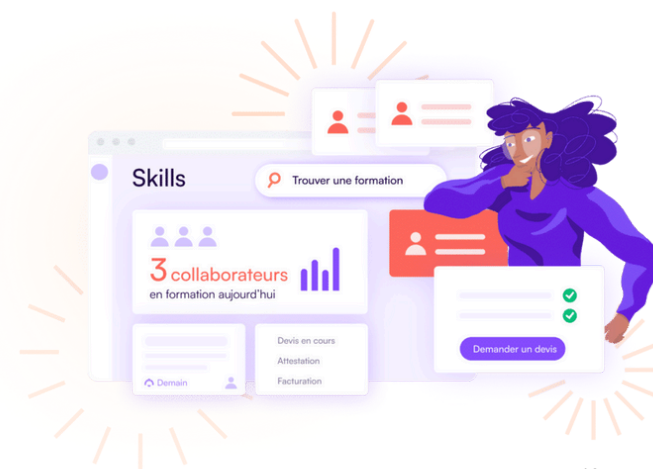 Skills
Trouver une formation
3 collaborateurs
en formation aujourd'hui
Demain
Devis en cours
Attestation
Facturation
Demander un devis